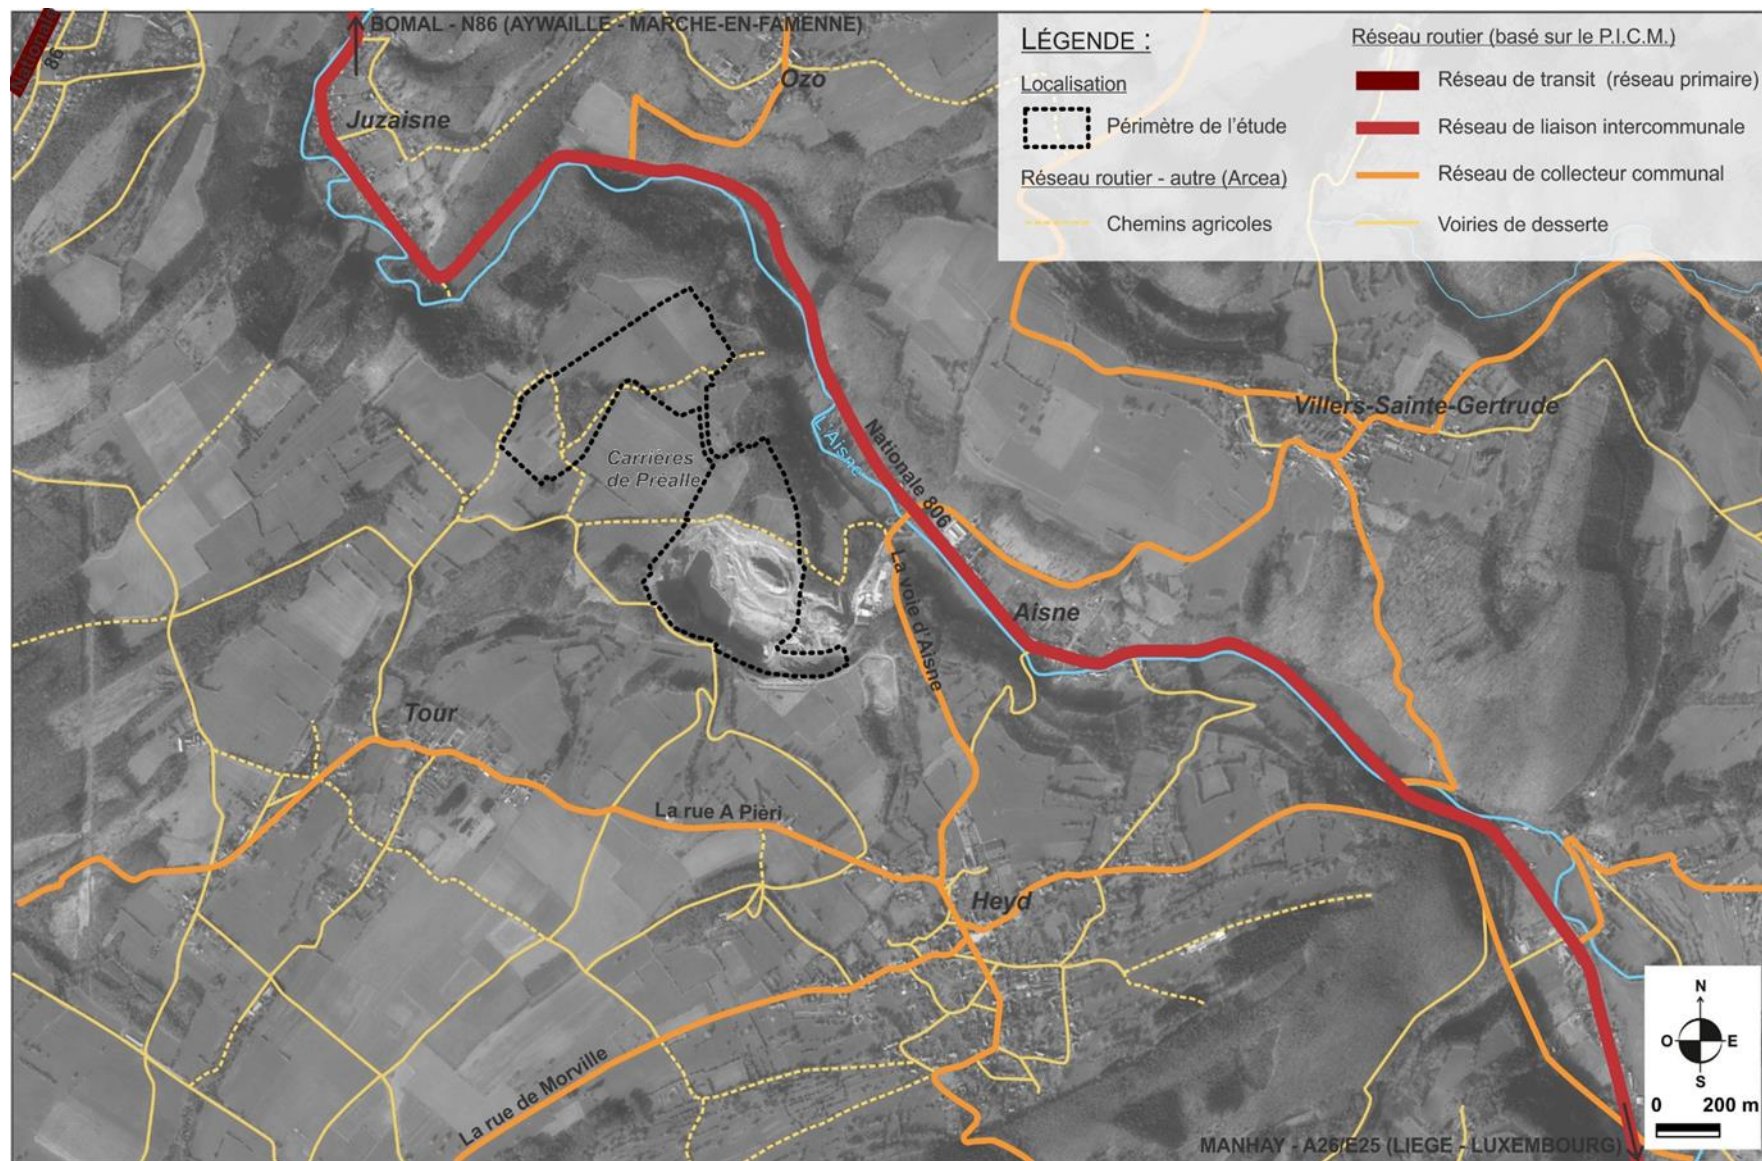 BOMAL - N86 (AYWAILLE - MARCHE-EN-FAMENNE)
Nationale
86
Juzaisne
Ozo
LÉGENDE :
Localisation
Périmètre de l'étude
Réseau routier - autre (Arcea)
Chemins agricoles
Réseau routier (basé sur le P.I.C.M.)
Réseau de transit (réseau primaire)
Réseau de liaison intercommunale
Réseau de collecteur communal
Voiries de desserte
Villers-Sainte-Gertrude
L'Aisne
Nationale 806
Carrières
de Préalle
La voie d'Aisne
Aisne
Tour
La rue A Pièri
Heyd
La rue de Morville
N
O
E
S
0 200 m
MANHAY - A26/E25 (LIEGE - LUXEMBOURG)